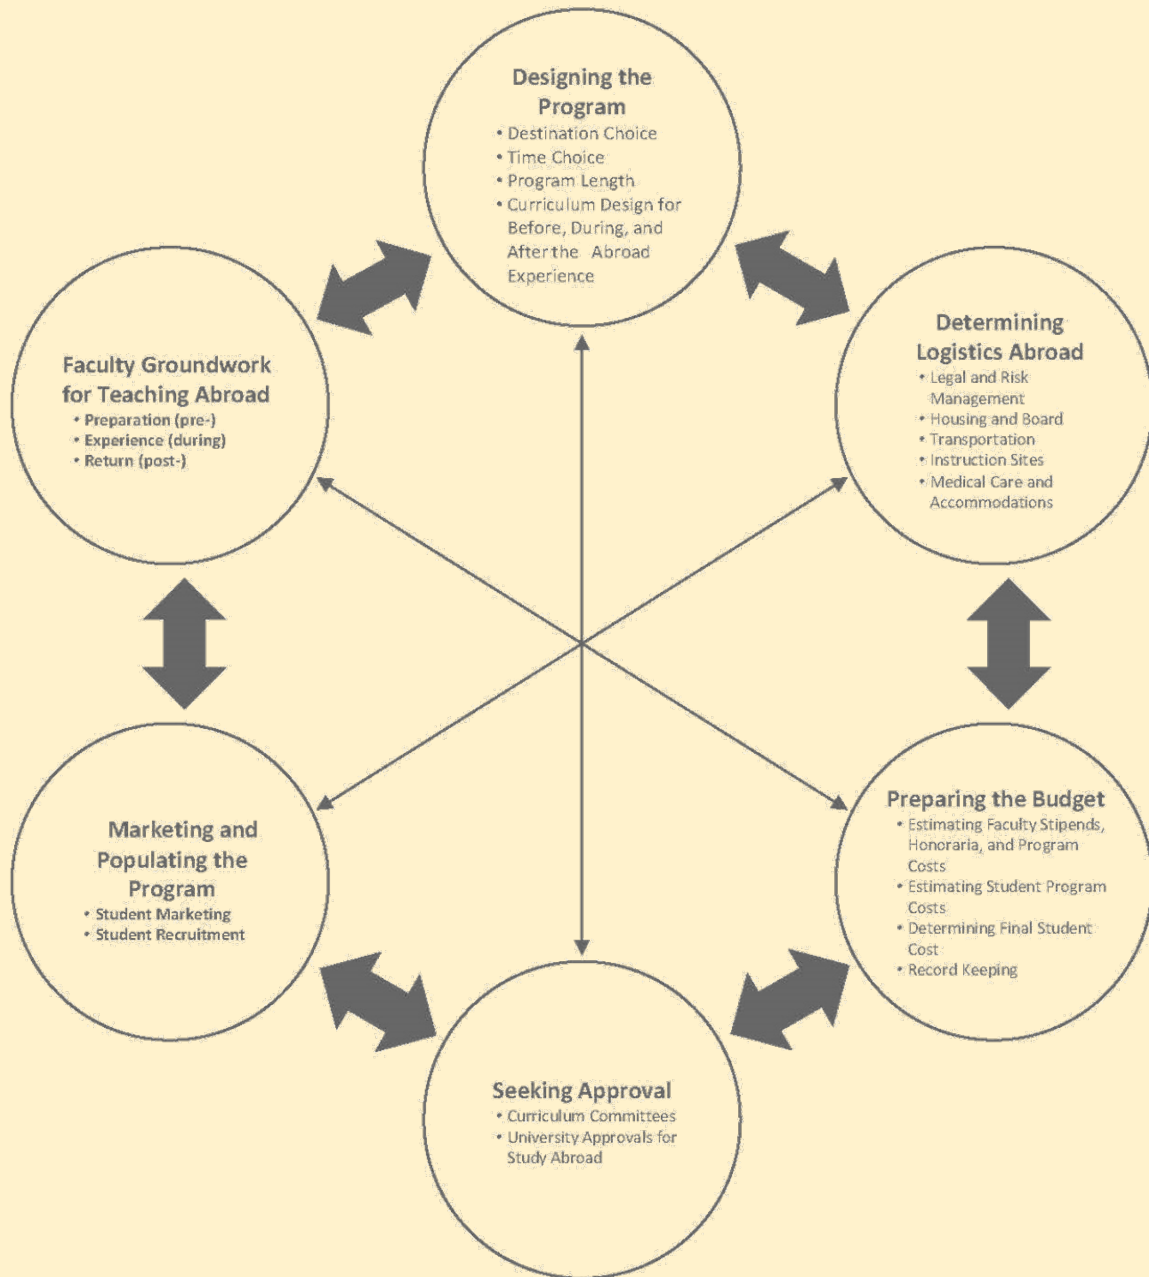 Designing the
Program
• Destination Choice
• Time Choice
• Program Length
• Curriculum Design for
Before, During, and
After the Abroad
Experience
Determining
Logistics Abroad
• Legal and Risk
Management
• Housing and Board
• Transportation
• Instruction Sites
• Medical Care and
Accommodations
Preparing the Budget
• Estimating Faculty Stipends,
Honoraria, and Program
Costs
• Estimating Student Program
Costs
• Determining Final Student
Cost
• Record Keeping
Seeking Approval
• Curriculum Committees
• University Approvals for
Study Abroad
Marketing and
Populating the
Program
• Student Marketing
• Student Recruitment
Faculty Groundwork
for Teaching Abroad
• Preparation (pre-)
• Experience (during)
• Return (post-)